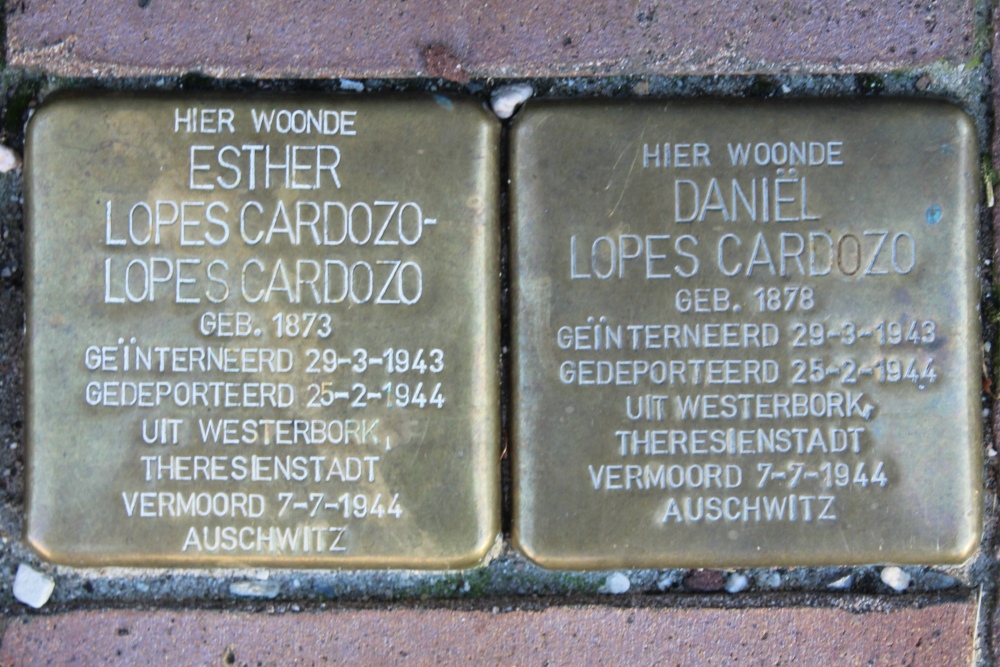 HIER WOONDE
ESTHER
LOPES CARDOZO-
LOPES CARDOZO
GEB. 1873
GEÏNTERNEERD 29-3-1943
GEDEPORTEERD 25-2-1944
UIT WESTERBORK,
THERESIENSTADT
VERMOORD 7-7-1944
AUSCHWITZ
HIER WOONDE
DANIËL
LOPES CARDOZO
GEB. 1878
GEÏNTERNEERD 29-3-1943
GEDEPORTEERD 25-2-1944
UIT WESTERBORK,
THERESIENSTADT
VERMOORD 7-7-1944
AUSCHWITZ